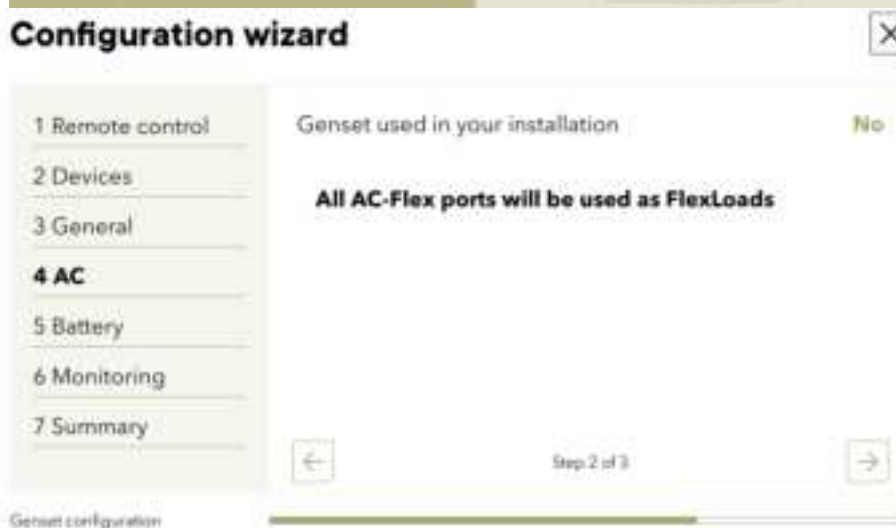 Configuration wizard
1 Remote control
2 Devices
3 General
4 AC
5 Battery
6 Monitoring
7 Summary
Genset used in your installation No
All AC-Flex ports will be used as FlexLoads
Step 2 of 3
Genset configuration